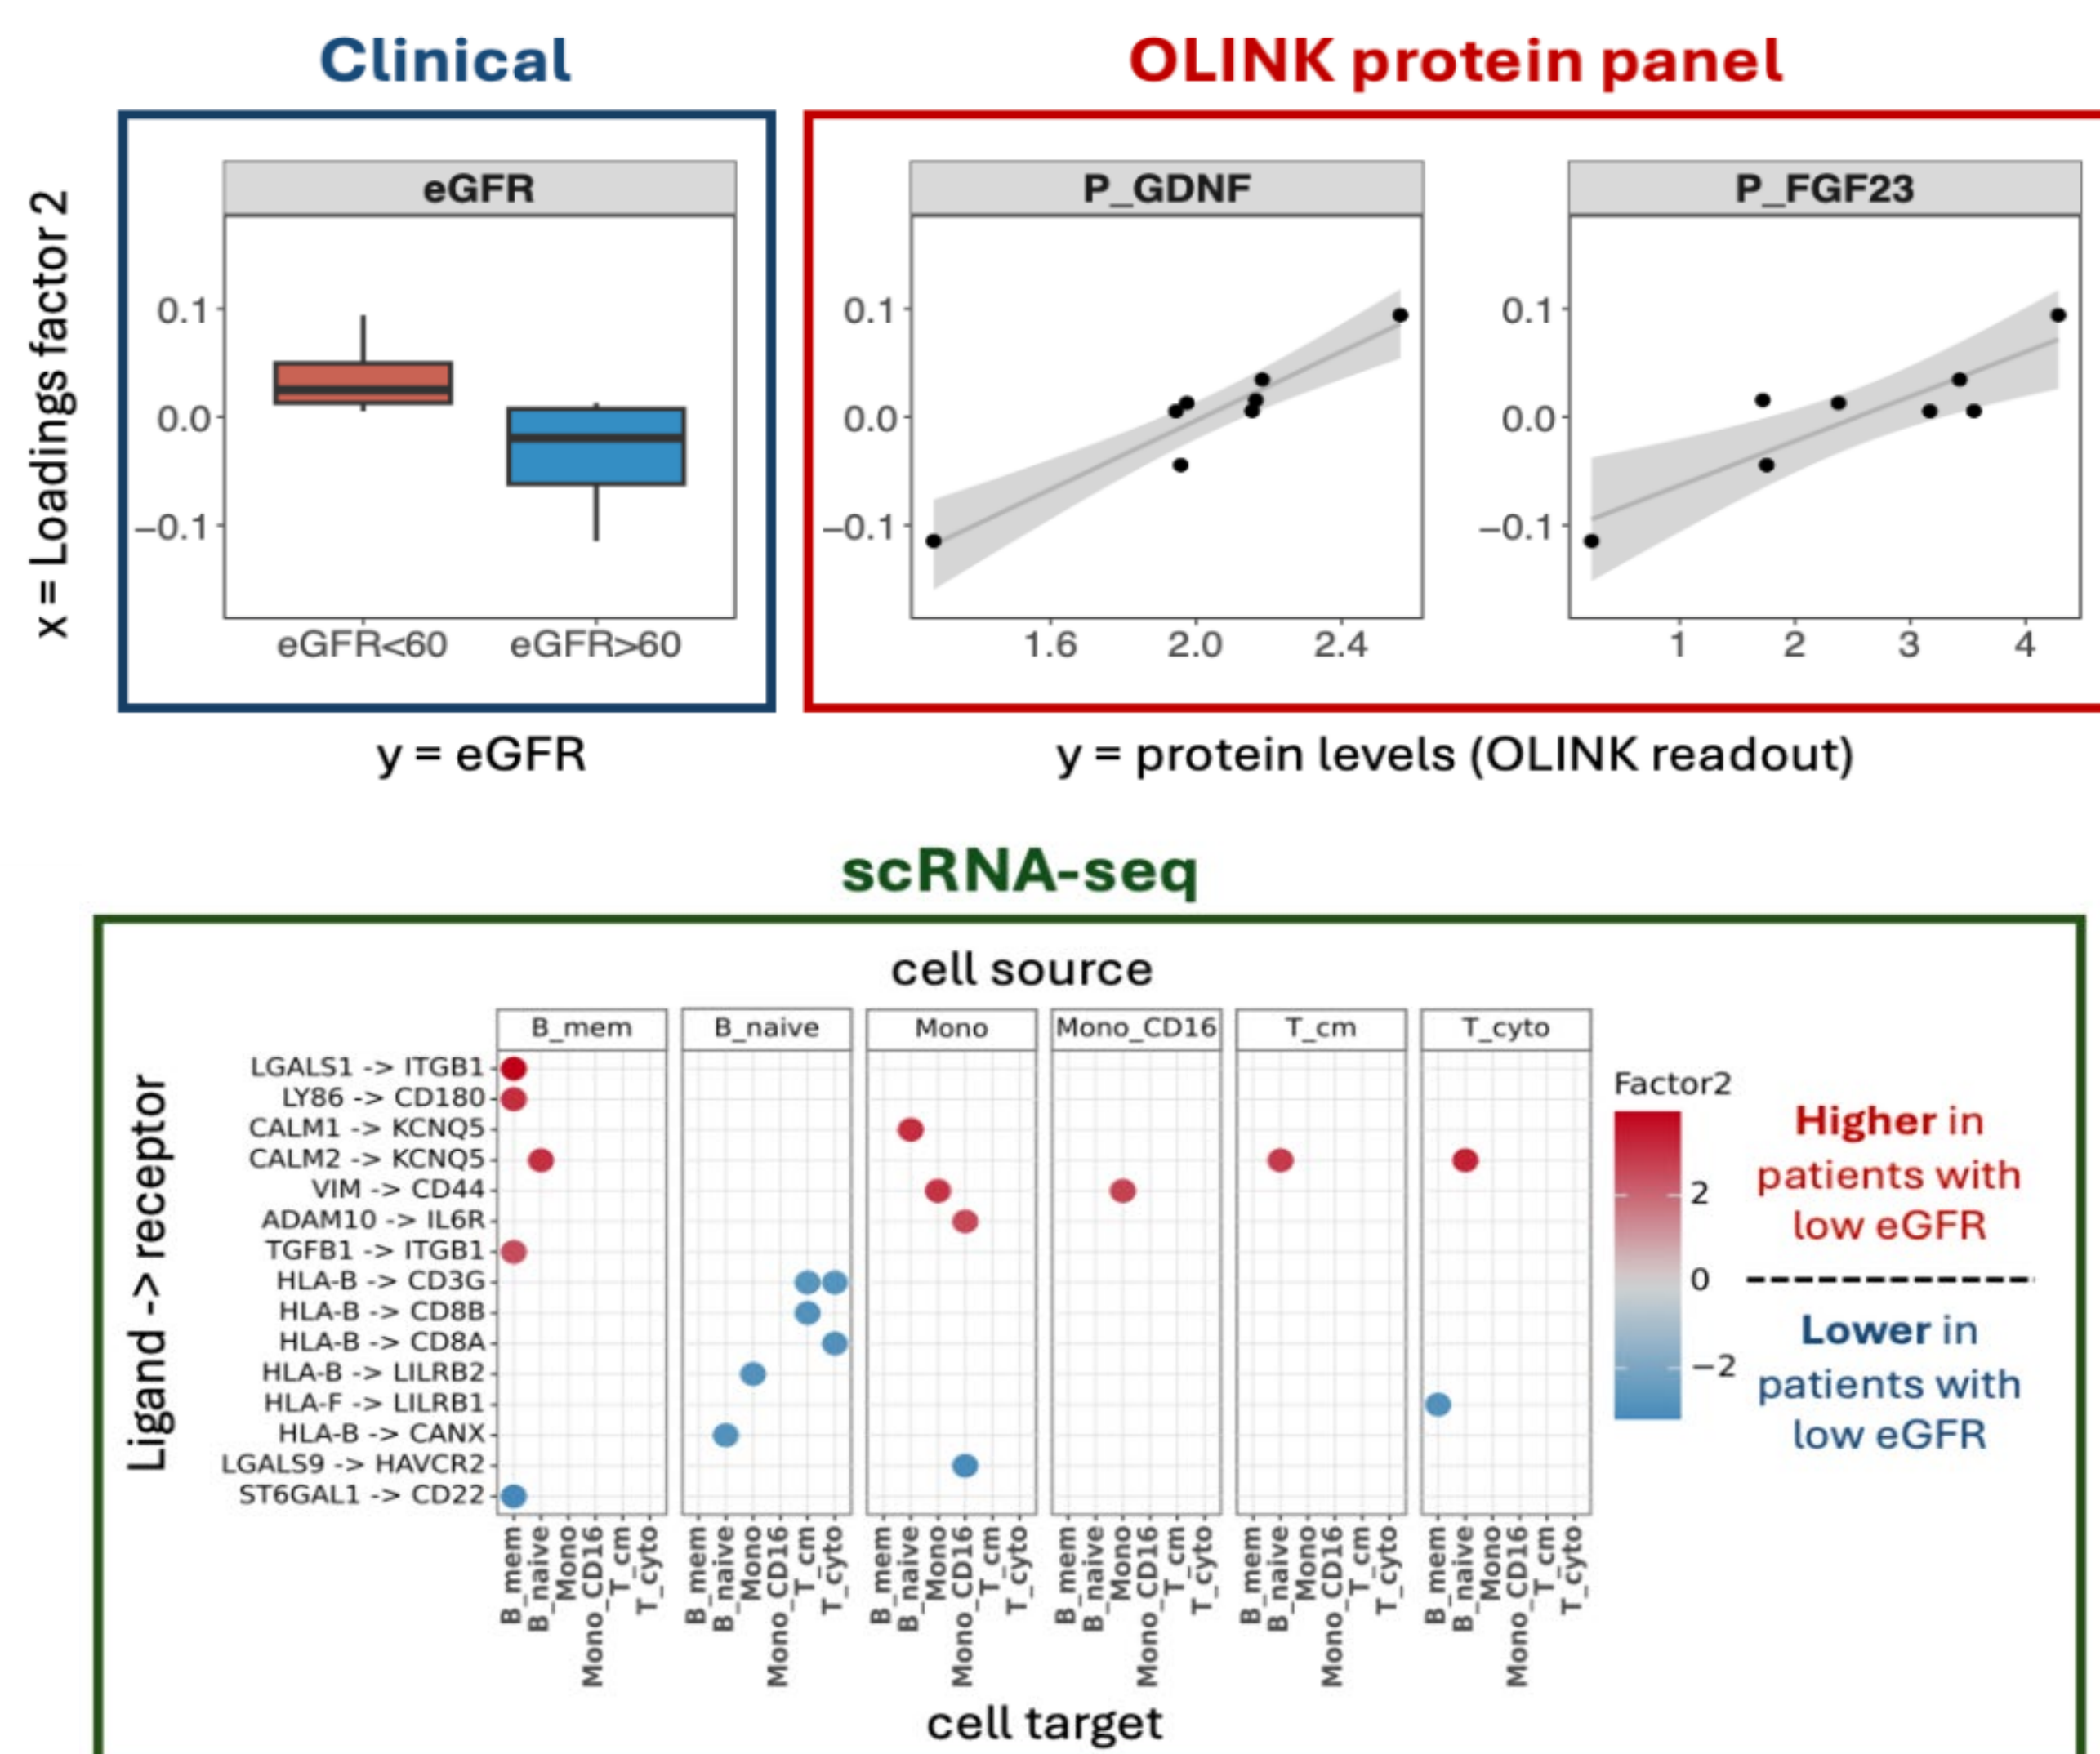 Clinical
OLINK protein panel
x = Loadings factor 2
eGFR
0.1
0.0
−0.1
eGFR<60 eGFR>60
y = eGFR
P_GDNF
0.1
0.0
−0.1
1.6 2.0 2.4
P_FGF23
0.1
0.0
−0.1
1 2 3 4
y = protein levels (OLINK readout)
scRNA-seq
cell source
B_mem B_naive Mono Mono_CD16 T_cm T_cyto
Ligand -> receptor
LGALS1 -> ITGB1
LY86 -> CD180
CALM1 -> KCNQ5
CALM2 -> KCNQ5
VIM -> CD44
ADAM10 -> IL6R
TGFB1 -> ITGB1
HLA-B -> CD3G
HLA-B -> CD8B
HLA-B -> CD8A
HLA-B -> LILRB2
HLA-F -> LILRB1
HLA-B -> CANX
LGALS9 -> HAVCR2
ST6GAL1 -> CD22
B_mem B_naive Mono Mono_CD16 T_cm T_cyto
B_mem B_naive Mono Mono_CD16 T_cm T_cyto
B_mem B_naive Mono Mono_CD16 T_cm T_cyto
B_mem B_naive Mono Mono_CD16 T_cm T_cyto
B_mem B_naive Mono Mono_CD16 T_cm T_cyto
B_mem B_naive Mono Mono_CD16 T_cm T_cyto
cell target
Factor2
2
0
−2
Higher in
patients with
low eGFR
Lower in
patients with
low eGFR